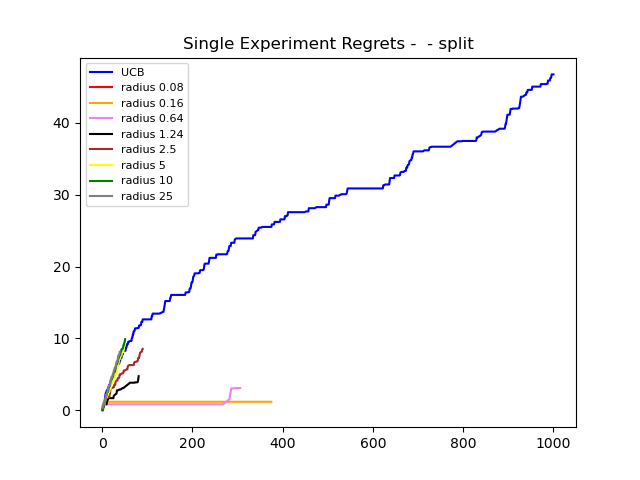 Single Experiment Regrets -  - split
UCB
radius 0.08
radius 0.16
radius 0.64
radius 1.24
radius 2.5
radius 5
radius 10
radius 25
40
30
20
10
0
0 200 400 600 800 1000